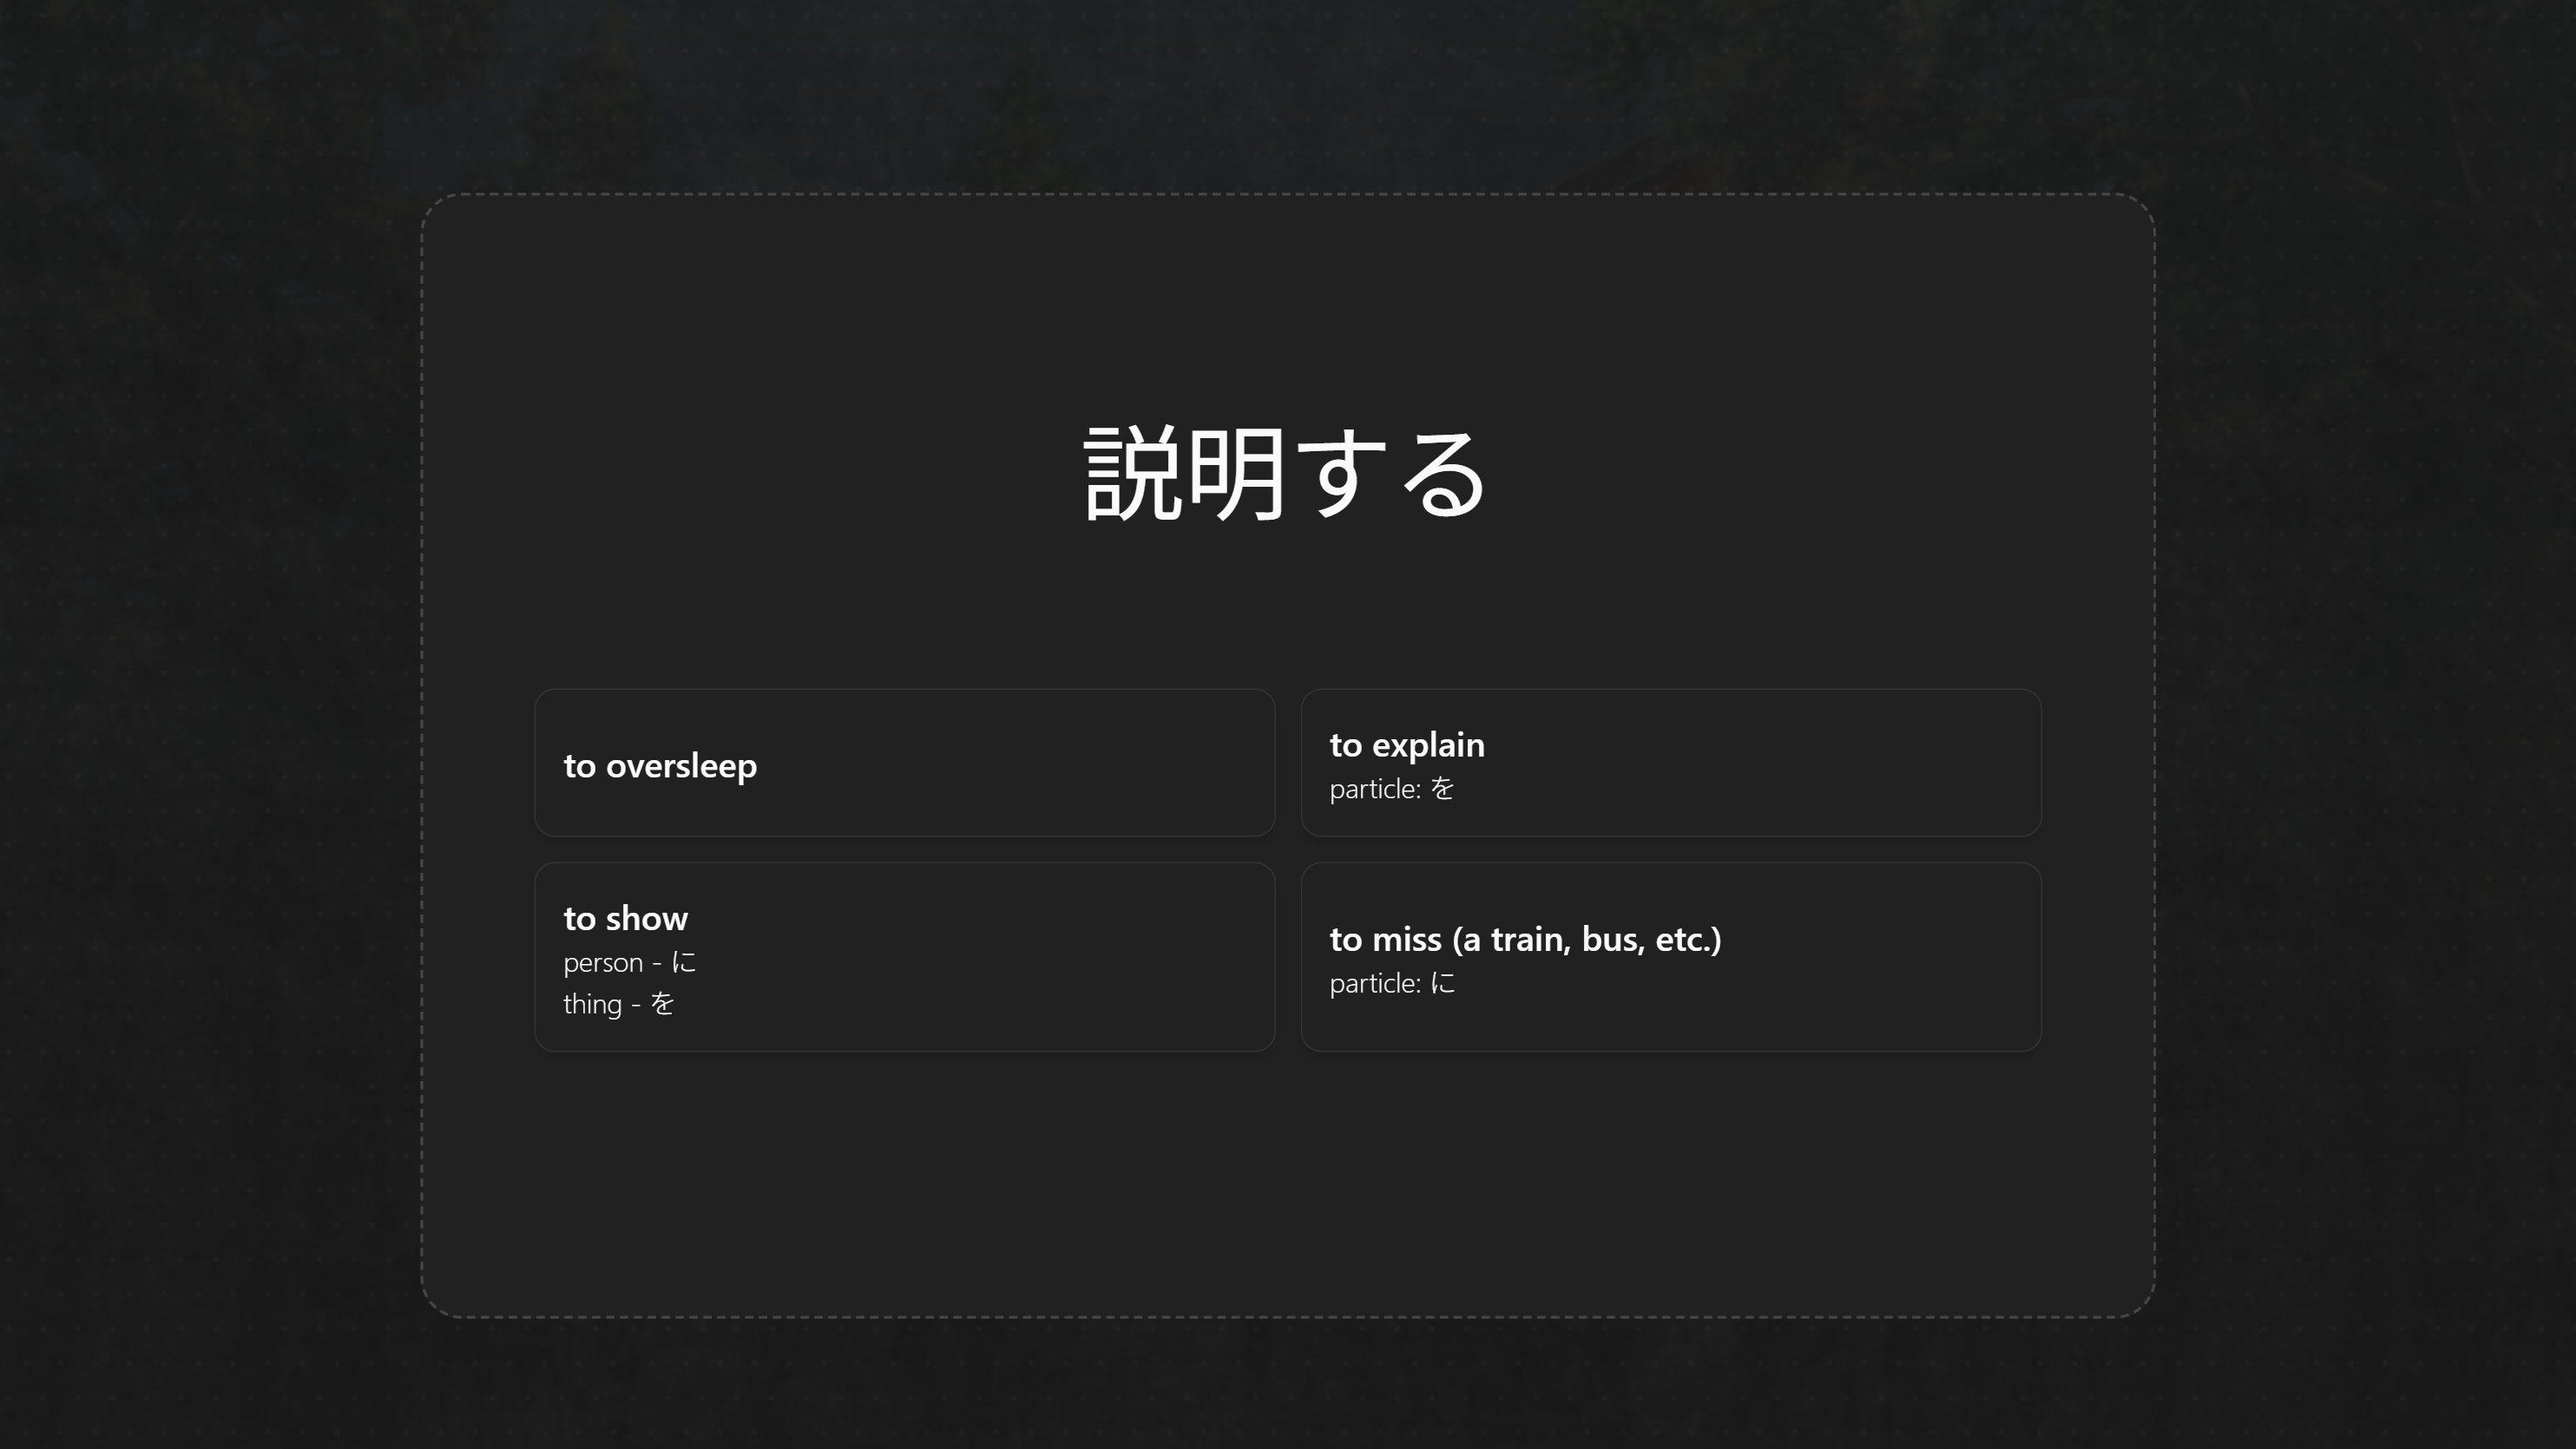 説明する
to oversleep
to explain
particle: を
to show
person - に
thing - を
to miss (a train, bus, etc.)
particle: に